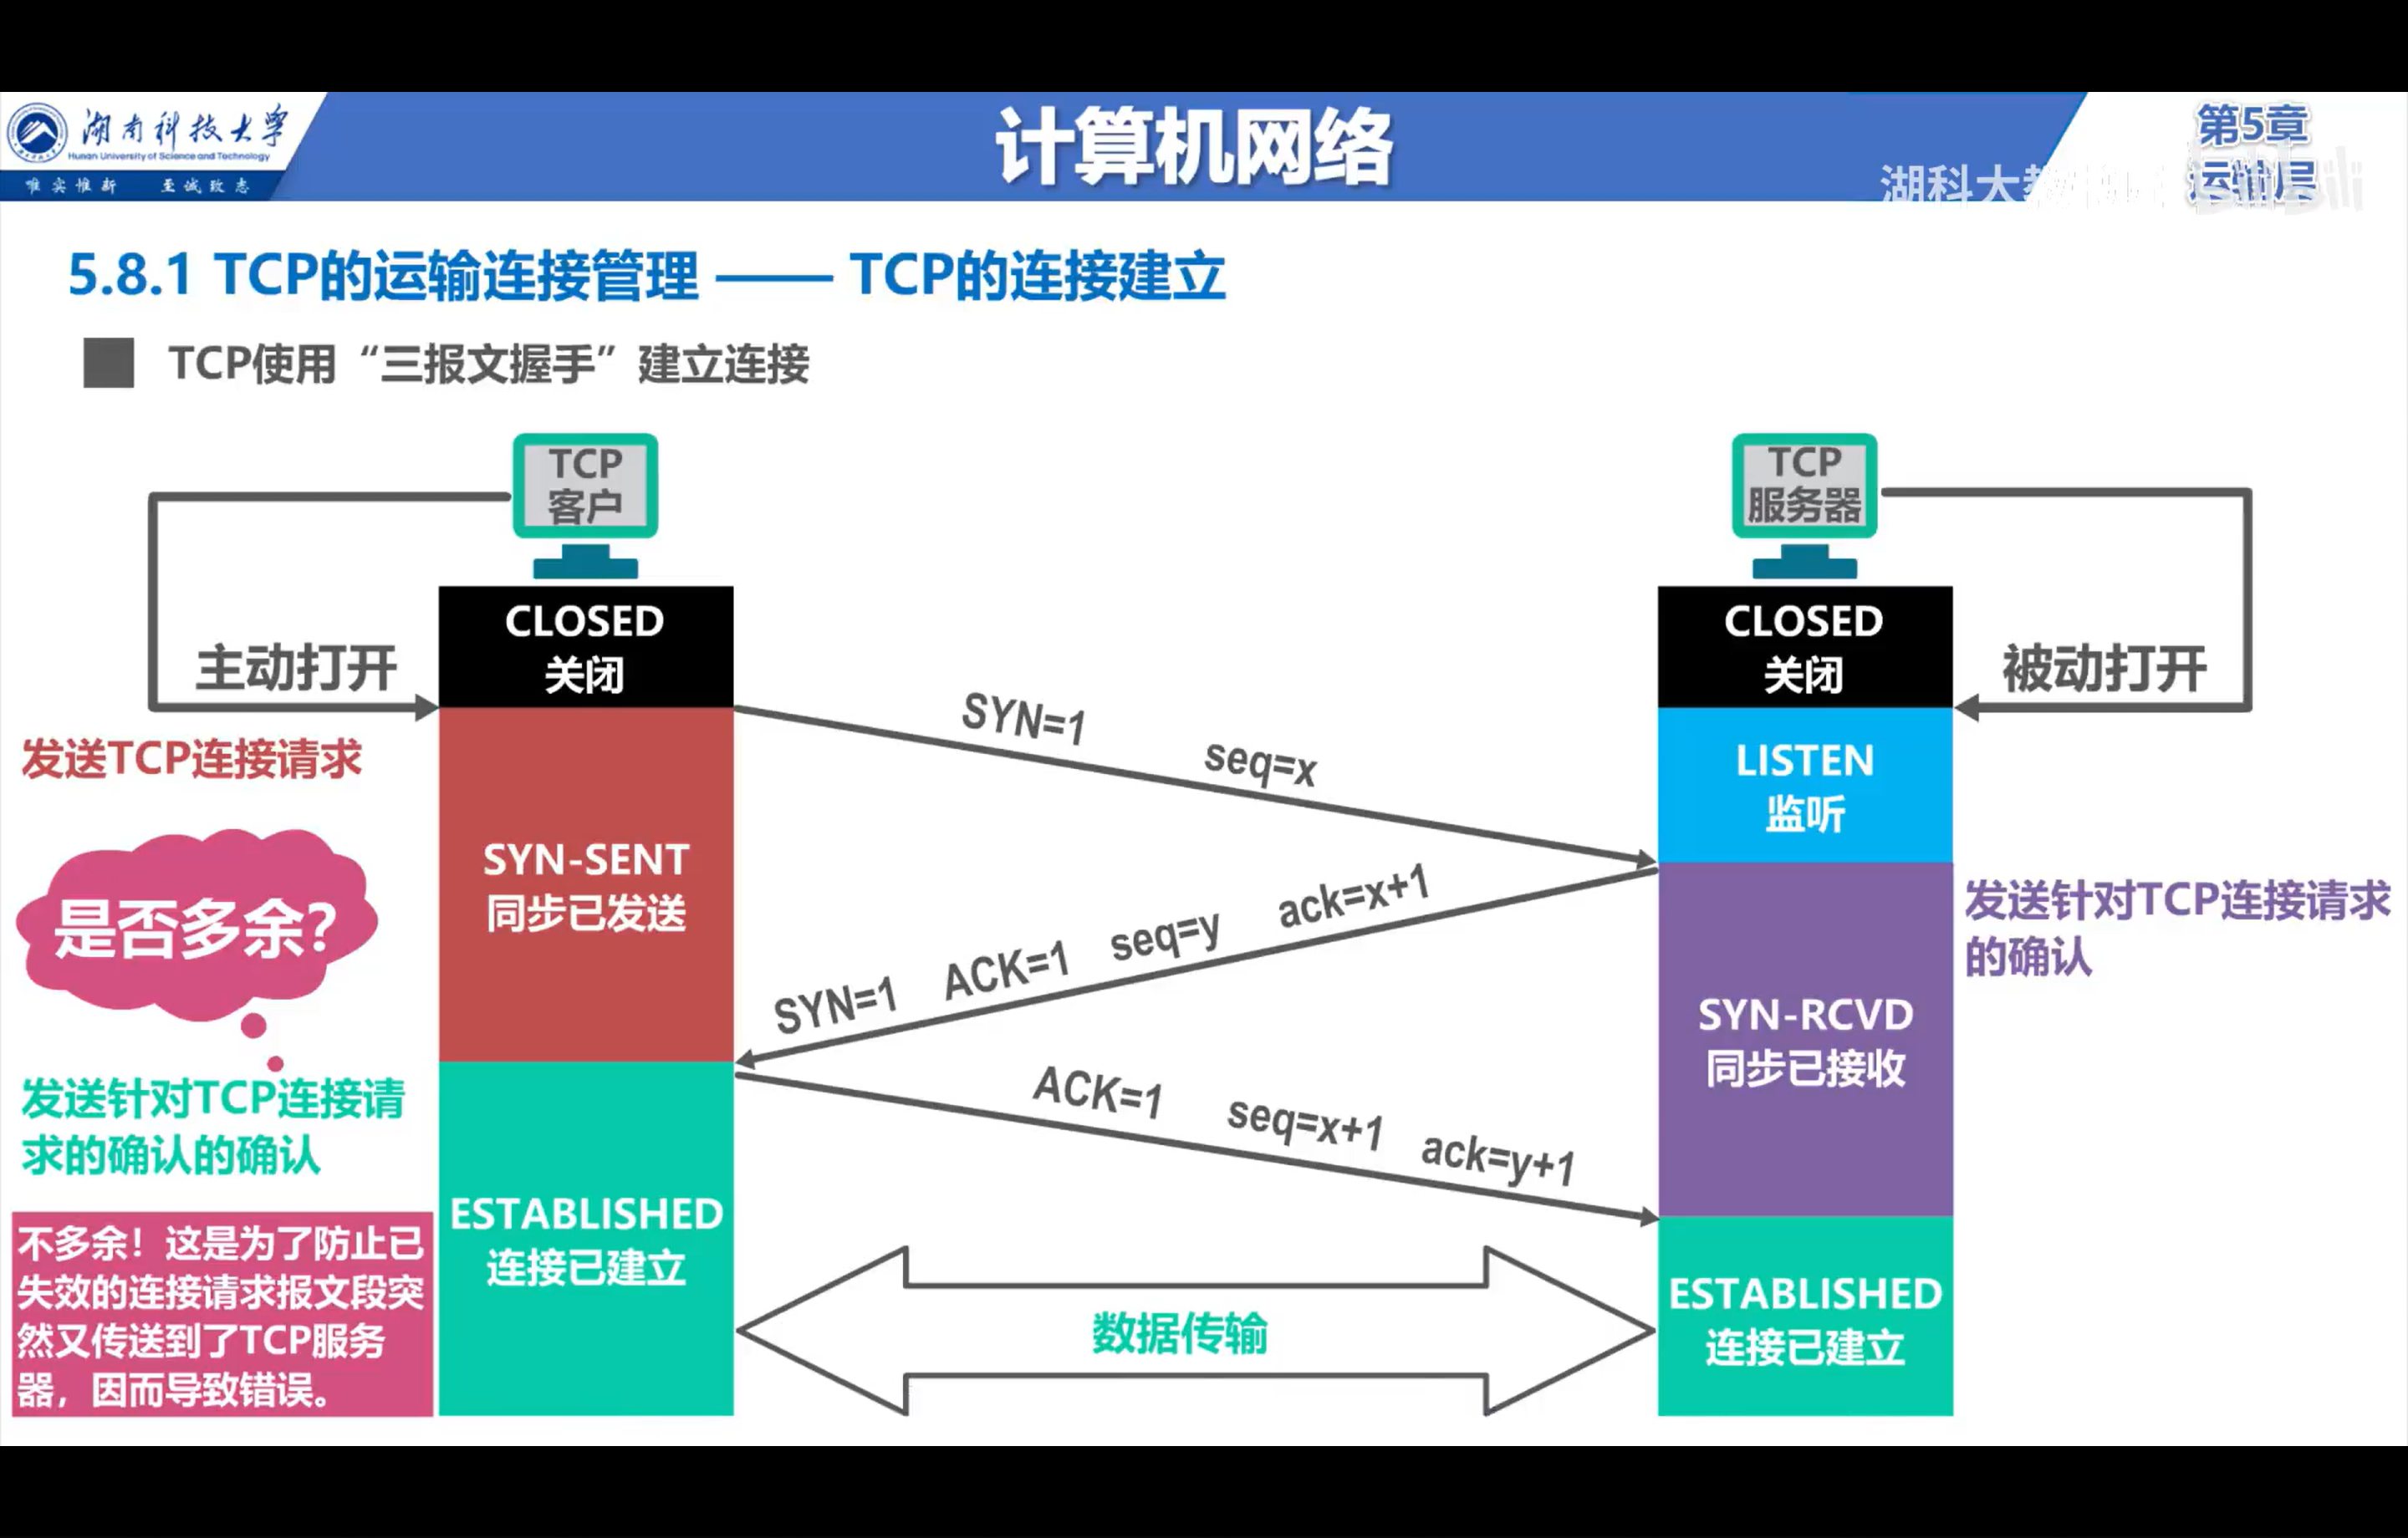 湖南科技大学
Hunan University of Science and Technology
唯实惟新 至诚致志
计算机网络
第5章
运输层
湖科大教
bilibili
5.8.1 TCP的运输连接管理 —— TCP的连接建立
TCP使用“三报文握手”建立连接
TCP
客户
TCP
服务器
主动打开
CLOSED
关闭
CLOSED
关闭
被动打开
发送TCP连接请求
SYN=1 seq=x
LISTEN
监听
SYN-SENT
同步已发送
是否多余?
SYN=1 ACK=1 seq=y ack=x+1
发送针对TCP连接请求
的确认
SYN-RCVD
同步已接收
发送针对TCP连接请
求的确认的确认
ACK=1 seq=x+1 ack=y+1
ESTABLISHED
连接已建立
不多余！这是为了防止已
失效的连接请求报文段突
然又传送到了TCP服务
器，因而导致错误。
数据传输
ESTABLISHED
连接已建立